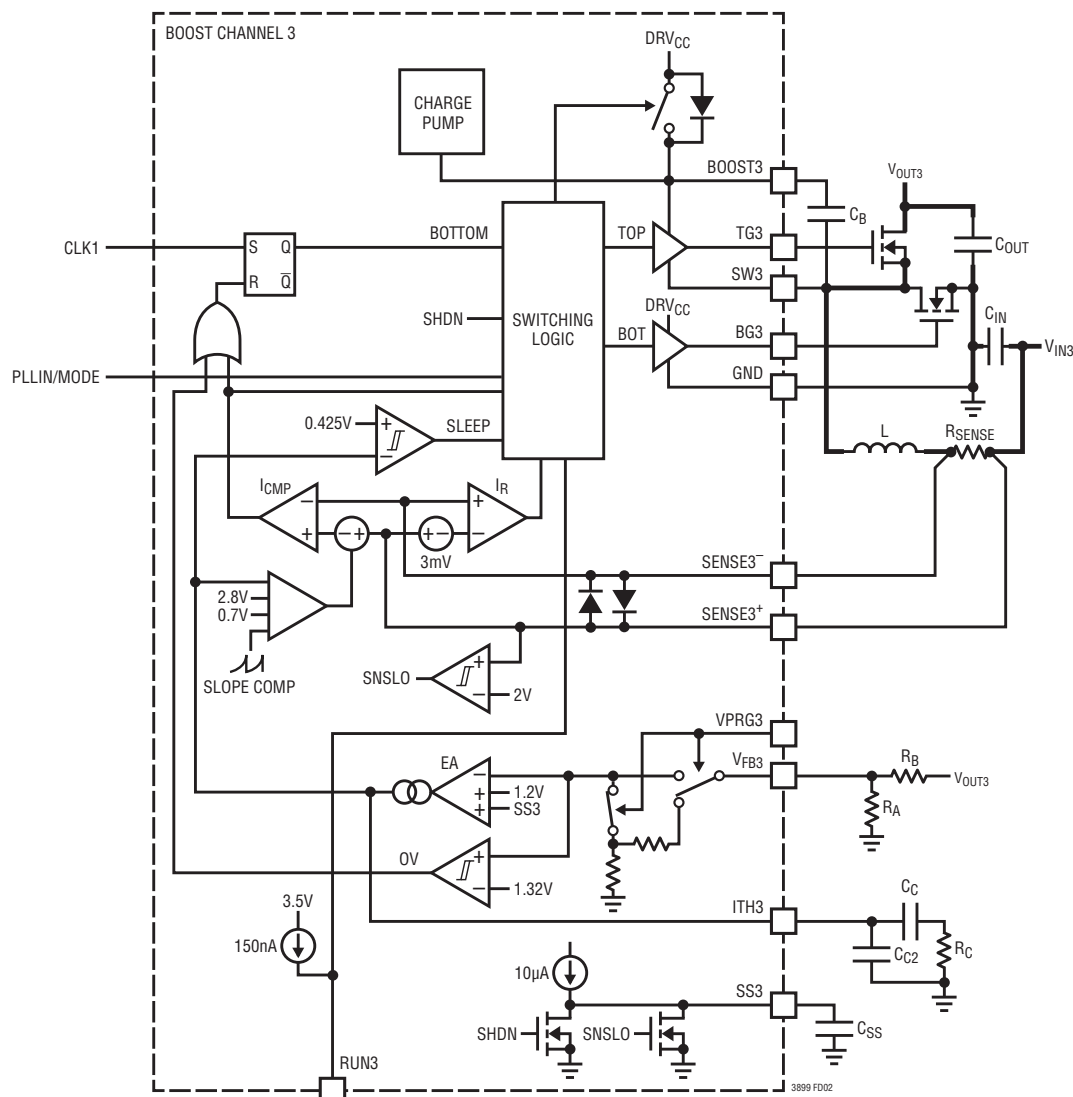 BOOST CHANNEL 3
DRVCC
CHARGE
PUMP
BOOST3
VOUT3
CB
CLK1
S Q
R Q̅
BOTTOM
TOP
TG3
COUT
SW3
SHDN
SWITCHING
LOGIC
DRVCC
BOT
BG3
CIN
VIN3
PLLIN/MODE
GND
0.425V
+
−
SLEEP
L
RSENSE
ICMP
−
+
− +
+ −
3mV
IR
+
−
SENSE3−
2.8V
0.7V
SENSE3+
SLOPE COMP
SNSLO
+
−
2V
VPRG3
EA
−
+
+
1.2V
SS3
VFB3
RB
VOUT3
RA
OV
+
−
1.32V
3.5V
150nA
ITH3
CC
CC2
RC
10µA
SS3
SHDN
SNSLO
CSS
RUN3
3899 FD02